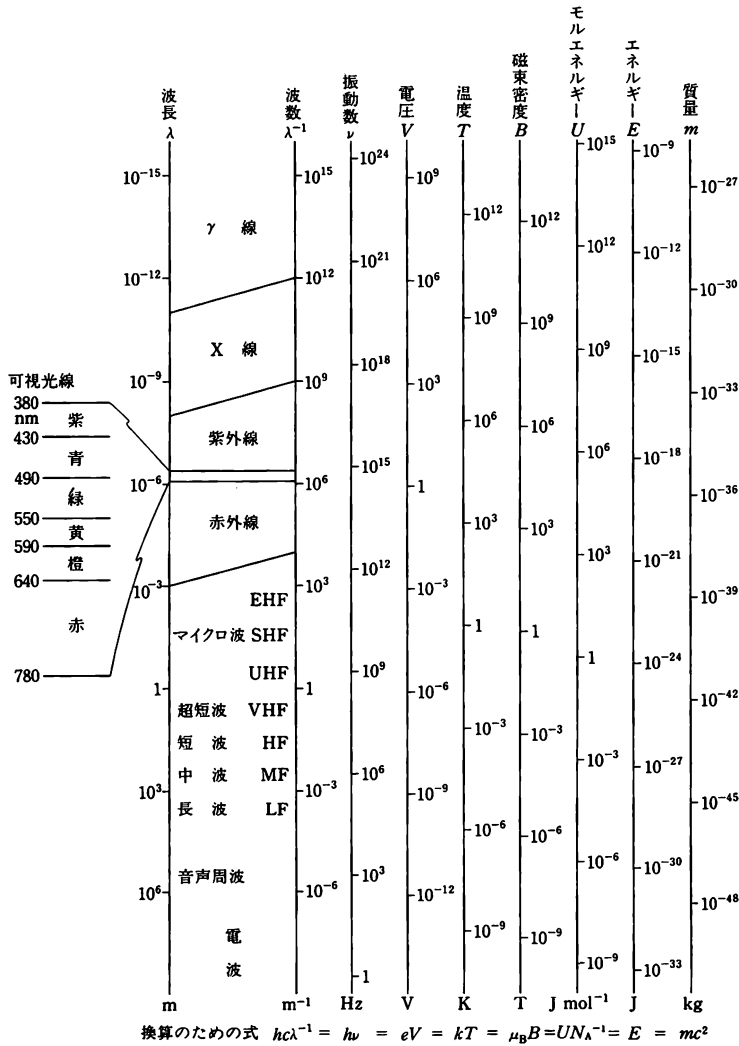 波長 λ
波数 λ⁻¹
振動数 ν
電圧 V
温度 T
磁束密度 B
モルエネルギー U
エネルギー E
質量 m
10⁻¹⁵
10⁻¹²
10⁻⁹
10⁻⁶
10⁻³
1
10³
10⁶
m
γ 線
X 線
紫外線
赤外線
EHF
マイクロ波 SHF
UHF
超短波 VHF
短 波 HF
中 波 MF
長 波 LF
音声周波
電
波
可視光線
380
nm 紫
430
青
490
緑
550
黄
590
橙
640
赤
780
10¹⁵
10¹²
10⁹
10⁶
10³
1
10⁻³
10⁻⁶
m⁻¹
10²⁴
10²¹
10¹⁸
10¹⁵
10¹²
10⁹
10⁶
10³
1
Hz
10⁹
10⁶
10³
1
10⁻³
10⁻⁶
10⁻⁹
10⁻¹²
V
10¹²
10⁹
10⁶
10³
1
10⁻³
10⁻⁶
10⁻⁹
K
10¹²
10⁹
10⁶
10³
1
10⁻³
10⁻⁶
10⁻⁹
T
10¹⁵
10¹²
10⁹
10⁶
10³
1
10⁻³
10⁻⁶
10⁻⁹
J mol⁻¹
10⁻⁹
10⁻¹²
10⁻¹⁵
10⁻¹⁸
10⁻²¹
10⁻²⁴
10⁻²⁷
10⁻³⁰
10⁻³³
J
10⁻²⁷
10⁻³⁰
10⁻³³
10⁻³⁶
10⁻³⁹
10⁻⁴²
10⁻⁴⁵
10⁻⁴⁸
kg
換算のための式 hcλ⁻¹ = hν = eV = kT = μ_B B = UN_A⁻¹ = E = mc²